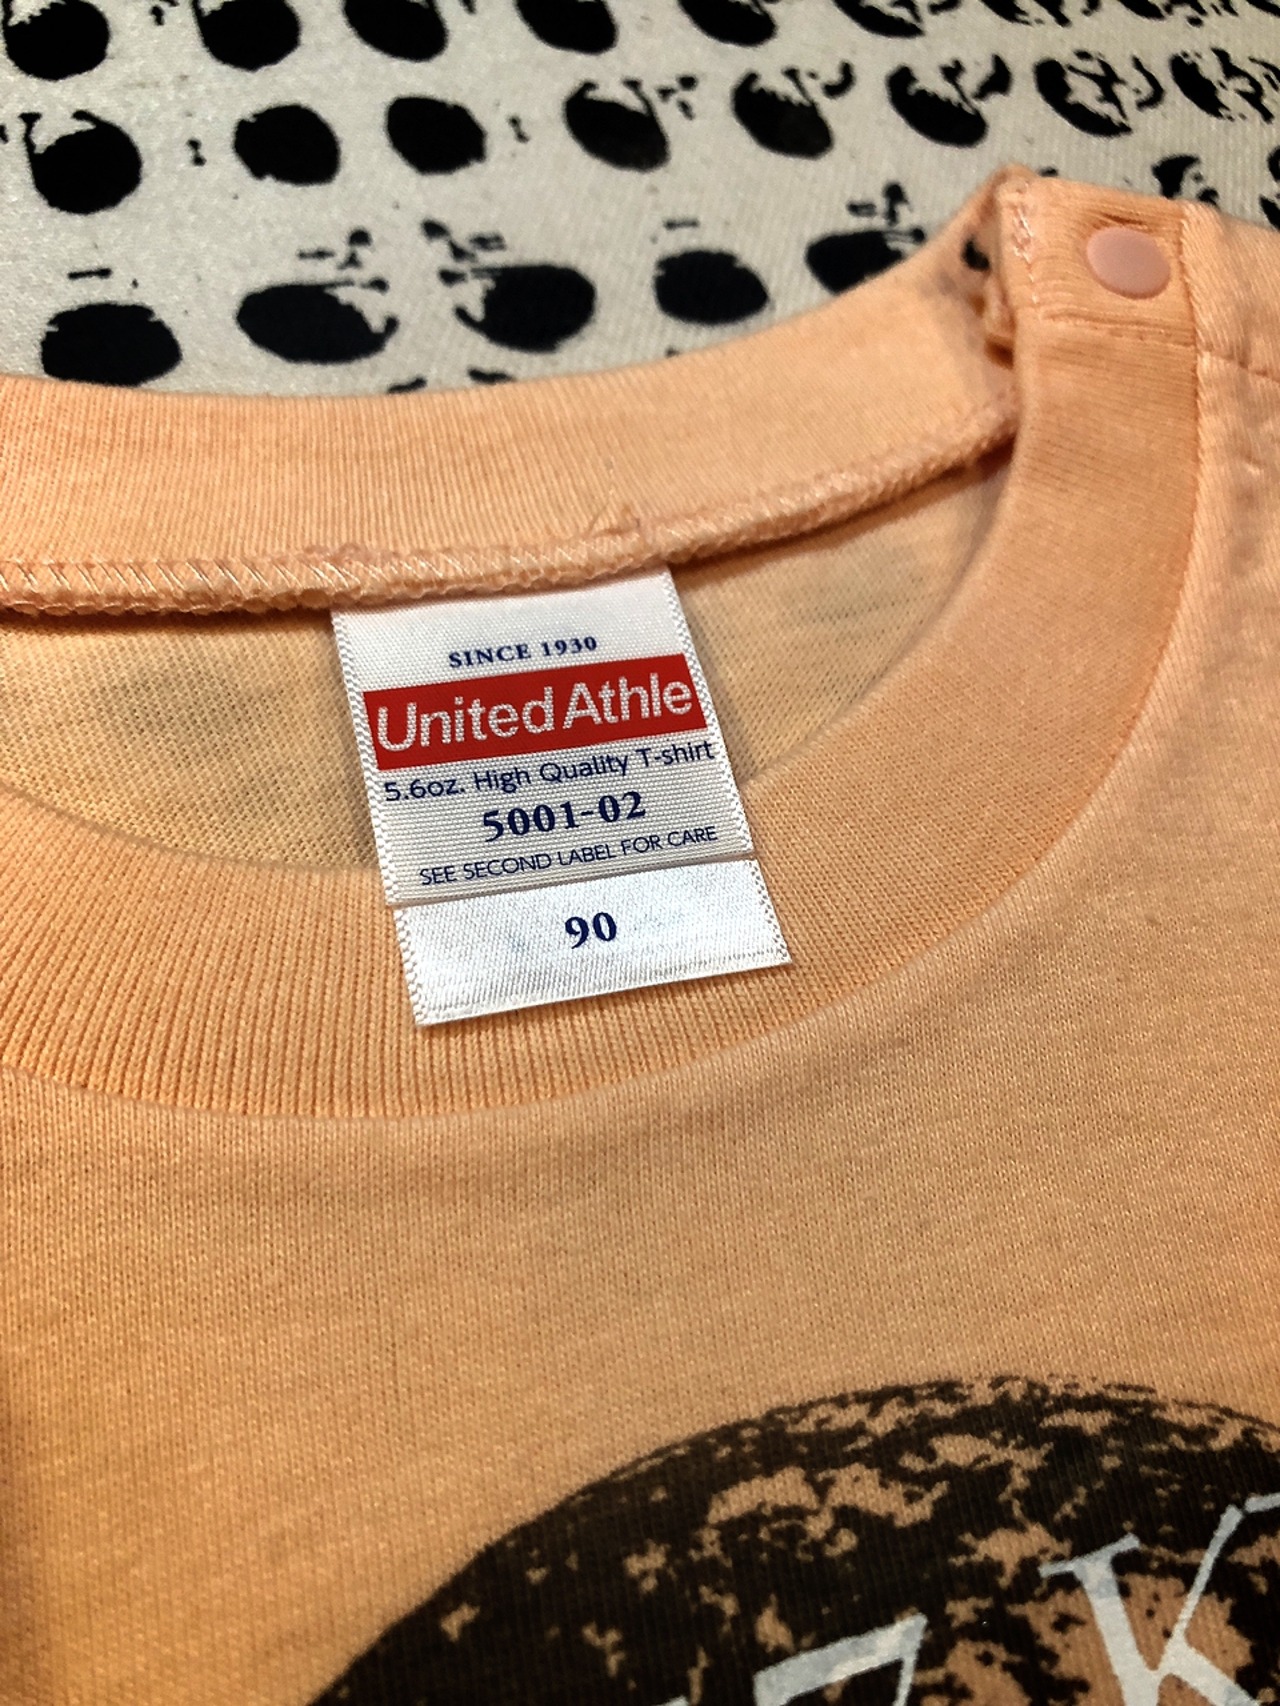 SINCE 1930
United Athle
5.6oz. High Quality T-shirt
5001-02
SEE SECOND LABEL FOR CARE
90